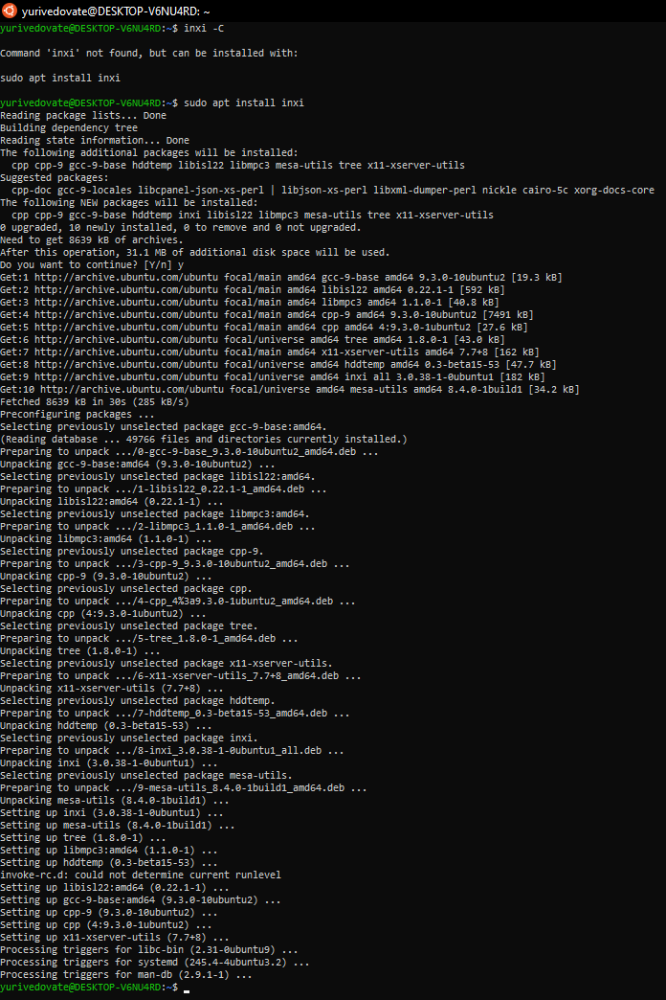 yurivedovate@DESKTOP-V6NU4RD: ~
yurivedovate@DESKTOP-V6NU4RD:~$ inxi -C
Command 'inxi' not found, but can be installed with:
sudo apt install inxi
yurivedovate@DESKTOP-V6NU4RD:~$ sudo apt install inxi
Reading package lists... Done
Building dependency tree
Reading state information... Done
The following additional packages will be installed:
  cpp cpp-9 gcc-9-base hddtemp libisl22 libmpc3 mesa-utils tree x11-xserver-utils
Suggested packages:
  cpp-doc gcc-9-locales libcpanel-json-xs-perl | libjson-xs-perl libxml-dumper-perl nickle cairo-5c xorg-docs-core
The following NEW packages will be installed:
  cpp cpp-9 gcc-9-base hddtemp inxi libisl22 libmpc3 mesa-utils tree x11-xserver-utils
0 upgraded, 10 newly installed, 0 to remove and 0 not upgraded.
Need to get 8639 kB of archives.
After this operation, 31.1 MB of additional disk space will be used.
Do you want to continue? [Y/n] y
Get:1 http://archive.ubuntu.com/ubuntu focal/main amd64 gcc-9-base amd64 9.3.0-10ubuntu2 [19.3 kB]
Get:2 http://archive.ubuntu.com/ubuntu focal/main amd64 libisl22 amd64 0.22.1-1 [592 kB]
Get:3 http://archive.ubuntu.com/ubuntu focal/main amd64 libmpc3 amd64 1.1.0-1 [40.8 kB]
Get:4 http://archive.ubuntu.com/ubuntu focal/main amd64 cpp-9 amd64 9.3.0-10ubuntu2 [7491 kB]
Get:5 http://archive.ubuntu.com/ubuntu focal/main amd64 cpp amd64 4:9.3.0-1ubuntu2 [27.6 kB]
Get:6 http://archive.ubuntu.com/ubuntu focal/universe amd64 tree amd64 1.8.0-1 [43.0 kB]
Get:7 http://archive.ubuntu.com/ubuntu focal/main amd64 x11-xserver-utils amd64 7.7+8 [162 kB]
Get:8 http://archive.ubuntu.com/ubuntu focal/universe amd64 hddtemp amd64 0.3-beta15-53 [47.7 kB]
Get:9 http://archive.ubuntu.com/ubuntu focal/universe amd64 inxi all 3.0.38-1-0ubuntu1 [182 kB]
Get:10 http://archive.ubuntu.com/ubuntu focal/universe amd64 mesa-utils amd64 8.4.0-1build1 [34.2 kB]
Fetched 8639 kB in 30s (285 kB/s)
Preconfiguring packages ...
Selecting previously unselected package gcc-9-base:amd64.
(Reading database ... 49766 files and directories currently installed.)
Preparing to unpack .../0-gcc-9-base_9.3.0-10ubuntu2_amd64.deb ...
Unpacking gcc-9-base:amd64 (9.3.0-10ubuntu2) ...
Selecting previously unselected package libisl22:amd64.
Preparing to unpack .../1-libisl22_0.22.1-1_amd64.deb ...
Unpacking libisl22:amd64 (0.22.1-1) ...
Selecting previously unselected package libmpc3:amd64.
Preparing to unpack .../2-libmpc3_1.1.0-1_amd64.deb ...
Unpacking libmpc3:amd64 (1.1.0-1) ...
Selecting previously unselected package cpp-9.
Preparing to unpack .../3-cpp-9_9.3.0-10ubuntu2_amd64.deb ...
Unpacking cpp-9 (9.3.0-10ubuntu2) ...
Selecting previously unselected package cpp.
Preparing to unpack .../4-cpp_4%3a9.3.0-1ubuntu2_amd64.deb ...
Unpacking cpp (4:9.3.0-1ubuntu2) ...
Selecting previously unselected package tree.
Preparing to unpack .../5-tree_1.8.0-1_amd64.deb ...
Unpacking tree (1.8.0-1) ...
Selecting previously unselected package x11-xserver-utils.
Preparing to unpack .../6-x11-xserver-utils_7.7+8_amd64.deb ...
Unpacking x11-xserver-utils (7.7+8) ...
Selecting previously unselected package hddtemp.
Preparing to unpack .../7-hddtemp_0.3-beta15-53_amd64.deb ...
Unpacking hddtemp (0.3-beta15-53) ...
Selecting previously unselected package inxi.
Preparing to unpack .../8-inxi_3.0.38-1-0ubuntu1_all.deb ...
Unpacking inxi (3.0.38-1-0ubuntu1) ...
Selecting previously unselected package mesa-utils.
Preparing to unpack .../9-mesa-utils_8.4.0-1build1_amd64.deb ...
Unpacking mesa-utils (8.4.0-1build1) ...
Setting up inxi (3.0.38-1-0ubuntu1) ...
Setting up mesa-utils (8.4.0-1build1) ...
Setting up tree (1.8.0-1) ...
Setting up libmpc3:amd64 (1.1.0-1) ...
Setting up hddtemp (0.3-beta15-53) ...
invoke-rc.d: could not determine current runlevel
Setting up libisl22:amd64 (0.22.1-1) ...
Setting up gcc-9-base:amd64 (9.3.0-10ubuntu2) ...
Setting up cpp-9 (9.3.0-10ubuntu2) ...
Setting up cpp (4:9.3.0-1ubuntu2) ...
Setting up x11-xserver-utils (7.7+8) ...
Processing triggers for libc-bin (2.31-0ubuntu9) ...
Processing triggers for systemd (245.4-4ubuntu3.2) ...
Processing triggers for man-db (2.9.1-1) ...
yurivedovate@DESKTOP-V6NU4RD:~$